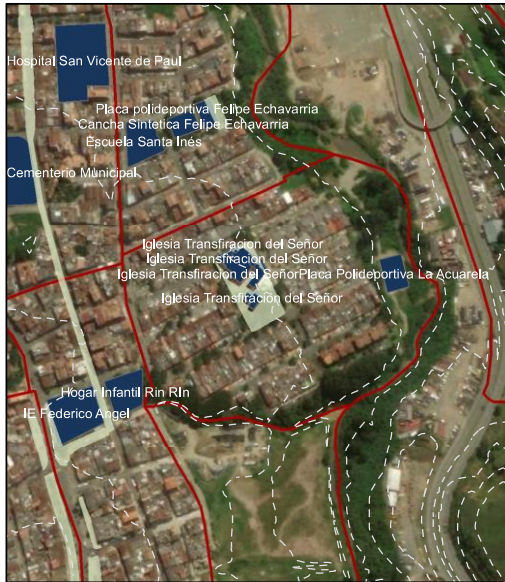 Hospital San Vicente de Paul
Placa polideportiva Felipe Echavarria
Cancha Sintetica Felipe Echavarria
Escuela Santa Inés
Cementerio Municipal
Iglesia Transfiracion del Señor
Iglesia Transfiracion del Señor
Iglesia Transfiracion del SeñorPlaca Polideportiva La Acuarela
Iglesia Transfiracion del Señor
Hogar Infantil Rin RIn
IE Federico Angel